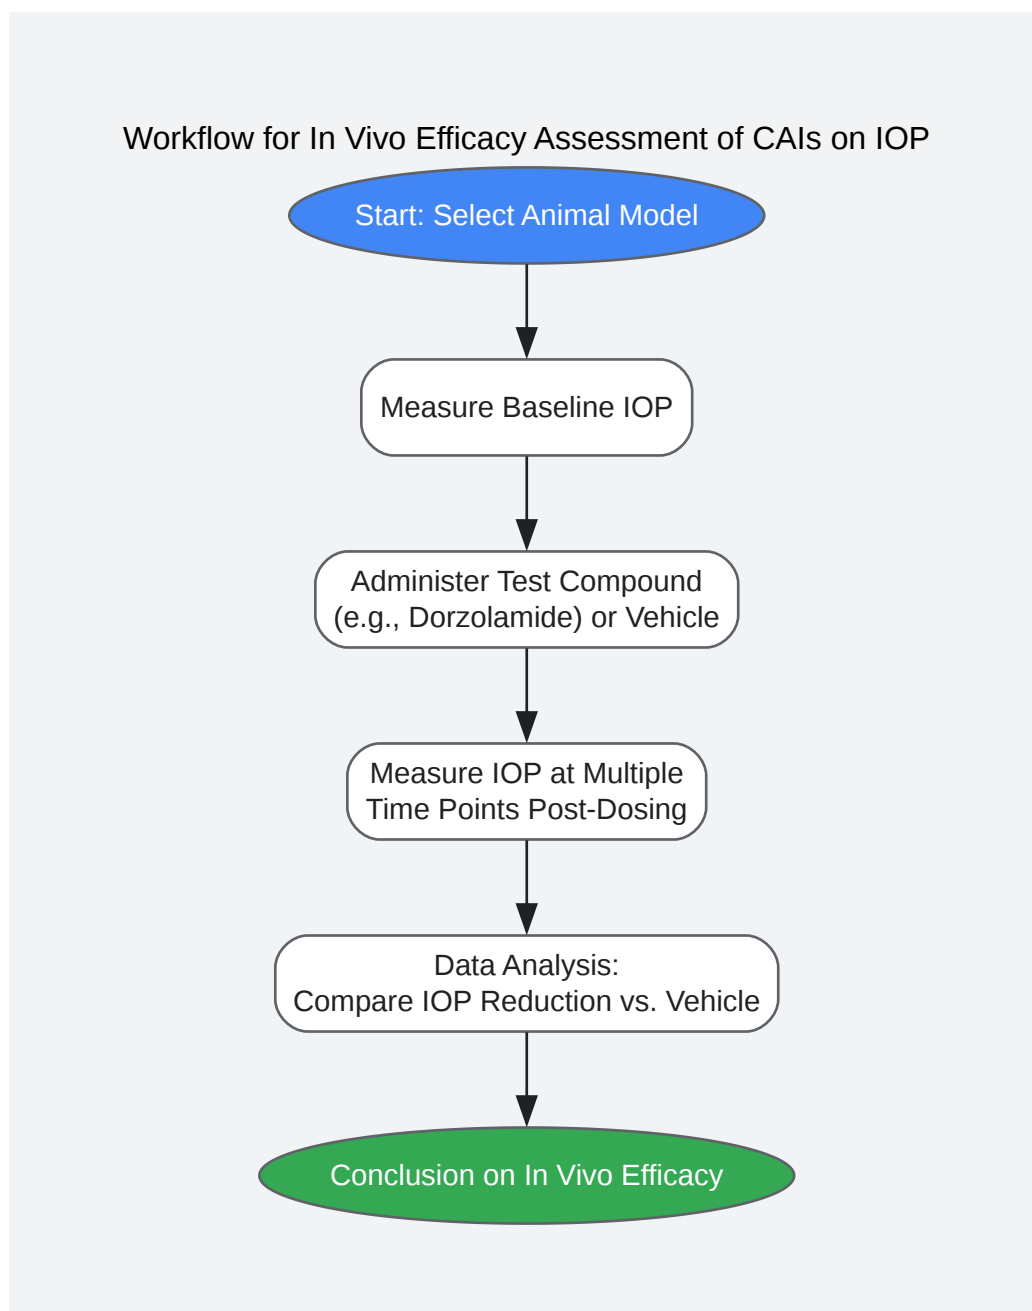 Workflow for In Vivo Efficacy Assessment of CAIs on IOP
Start: Select Animal Model
Measure Baseline IOP
Administer Test Compound
(e.g., Dorzolamide) or Vehicle
Measure IOP at Multiple
Time Points Post-Dosing
Data Analysis:
Compare IOP Reduction vs. Vehicle
Conclusion on In Vivo Efficacy